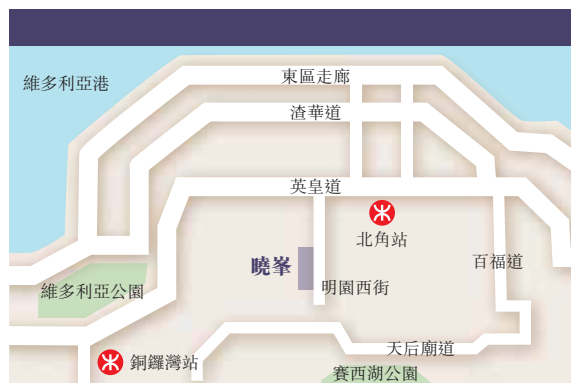 東區走廊
維多利亞港
渣華道
英皇道
北角站
百福道
曉峯
明園西街
維多利亞公園
天后廟道
銅鑼灣站
賽西湖公園